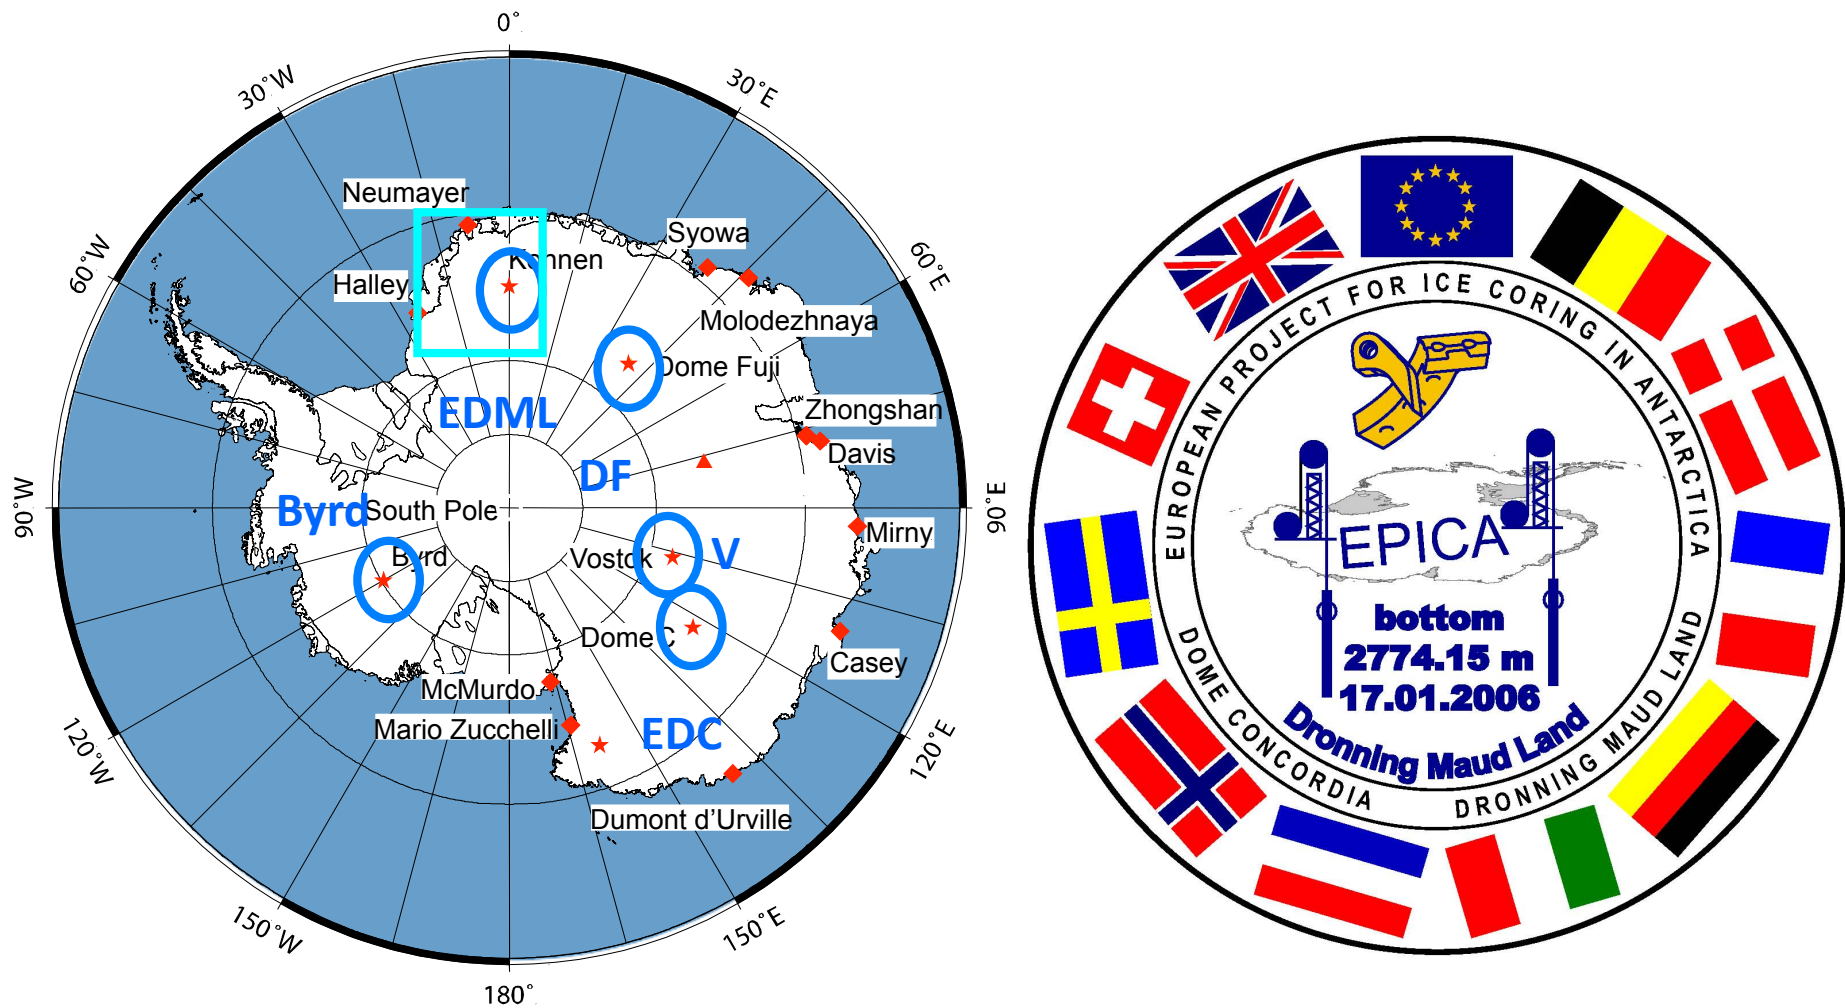 0°
30°W
30°E
60°W
60°E
Neumayer
Syowa
Kohnen
Halley
Molodezhnaya
Dome Fuji
EDML
Zhongshan
Davis
DF
90°W
90°E
Byrd
South Pole
Mirny
Byrd
Vostok
V
Dome C
Casey
McMurdo
Mario Zucchelli
EDC
Dumont d'Urville
120°W
120°E
150°W
150°E
180°
EUROPEAN PROJECT FOR ICE CORING IN ANTARCTICA
EPICA
bottom
2774.15 m
17.01.2006
Dronning Maud Land
DOME CONCORDIA
DRONNING MAUD LAND